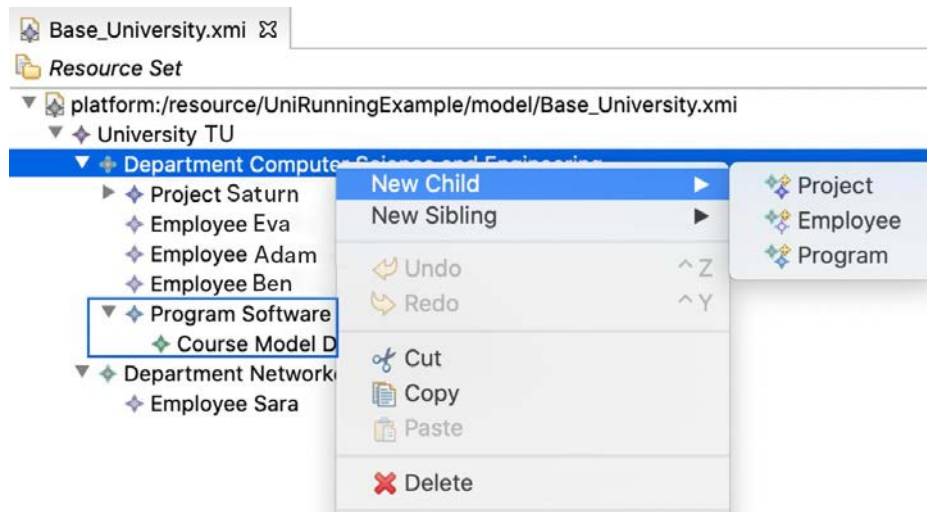 Base_University.xmi
Resource Set
platform:/resource/UniRunningExample/model/Base_University.xmi
University TU
Department Computer Science and Engineering
Project Saturn
Employee Eva
Employee Adam
Employee Ben
Program Software
Course Model D
Department Network
Employee Sara
New Child
New Sibling
Undo ^Z
Redo ^Y
Cut
Copy
Paste
Delete
Project
Employee
Program